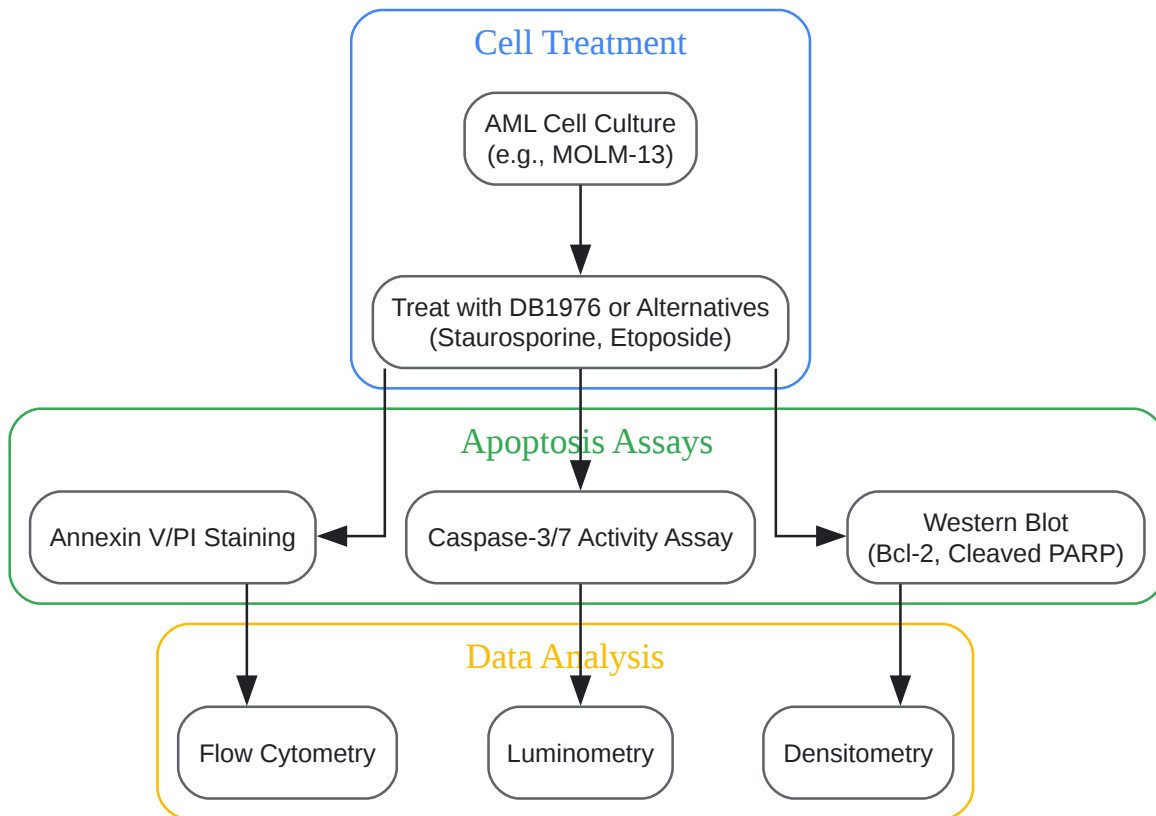 Cell Treatment
AML Cell Culture
(e.g., MOLM-13)
Treat with DB1976 or Alternatives
(Staurosporine, Etoposide)
Apoptosis Assays
Annexin V/PI Staining
Caspase-3/7 Activity Assay
Western Blot
(Bcl-2, Cleaved PARP)
Data Analysis
Flow Cytometry
Luminometry
Densitometry